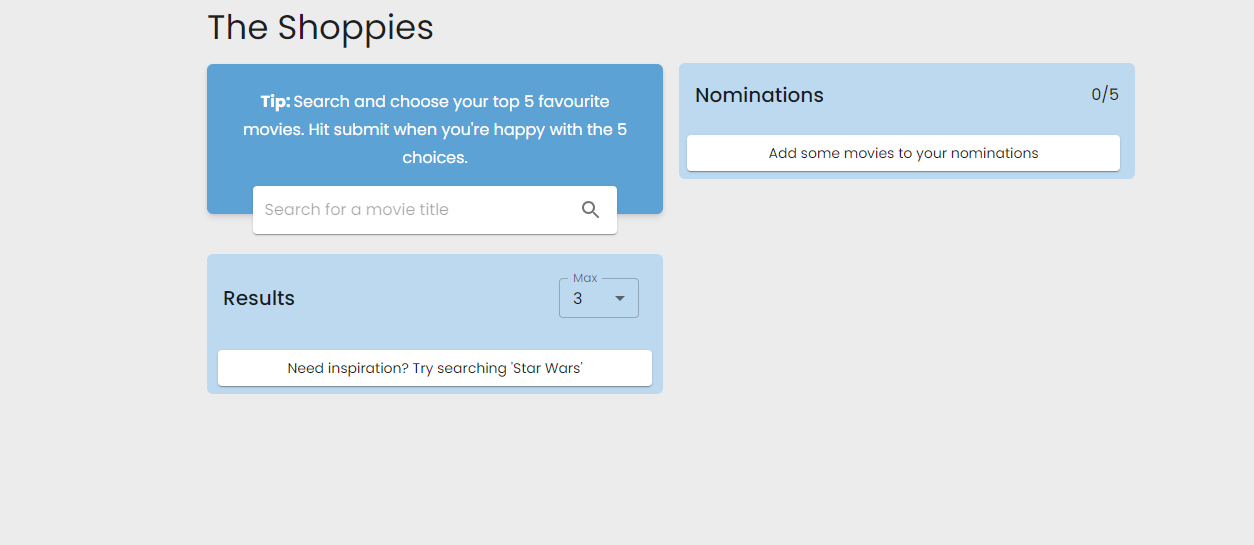 The Shoppies
Tip: Search and choose your top 5 favourite
movies. Hit submit when you're happy with the 5
choices.
Search for a movie title
Results
Max
3
Need inspiration? Try searching 'Star Wars'
Nominations
0/5
Add some movies to your nominations